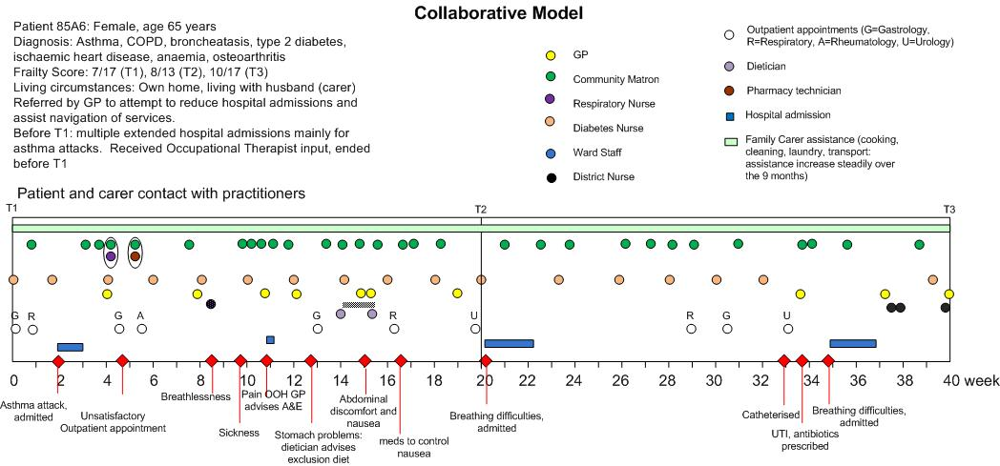 Collaborative Model
Patient 85A6: Female, age 65 years
Diagnosis: Asthma, COPD, broncheatasis, type 2 diabetes,
ischaemic heart disease, anaemia, osteoarthritis
Frailty Score: 7/17 (T1), 8/13 (T2), 10/17 (T3)
Living circumstances: Own home, living with husband (carer)
Referred by GP to attempt to reduce hospital admissions and
assist navigation of services.
Before T1: multiple extended hospital admissions mainly for
asthma attacks.  Received Occupational Therapist input, ended
before T1
GP
Community Matron
Respiratory Nurse
Diabetes Nurse
Ward Staff
District Nurse
Outpatient appointments (G=Gastrology,
R=Respiratory, A=Rheumatology, U=Urology)
Dietician
Pharmacy technician
Hospital admission
Family Carer assistance (cooking,
cleaning, laundry, transport:
assistance increase steadily over
the 9 months)
Patient and carer contact with practitioners
T1 T2 T3
G R G A G R U R G U
0 2 4 6 8 10 12 14 16 18 20 22 24 26 28 30 32 34 36 38 40 week
Asthma attack,
admitted
Unsatisfactory
Outpatient appointment
Breathlessness
Sickness
Pain OOH GP
advises A&E
Stomach problems:
dietician advises
exclusion diet
Abdominal
discomfort and
nausea
meds to control
nausea
Breathing difficulties,
admitted
Catheterised
UTI, antibiotics
prescribed
Breathing difficulties,
admitted